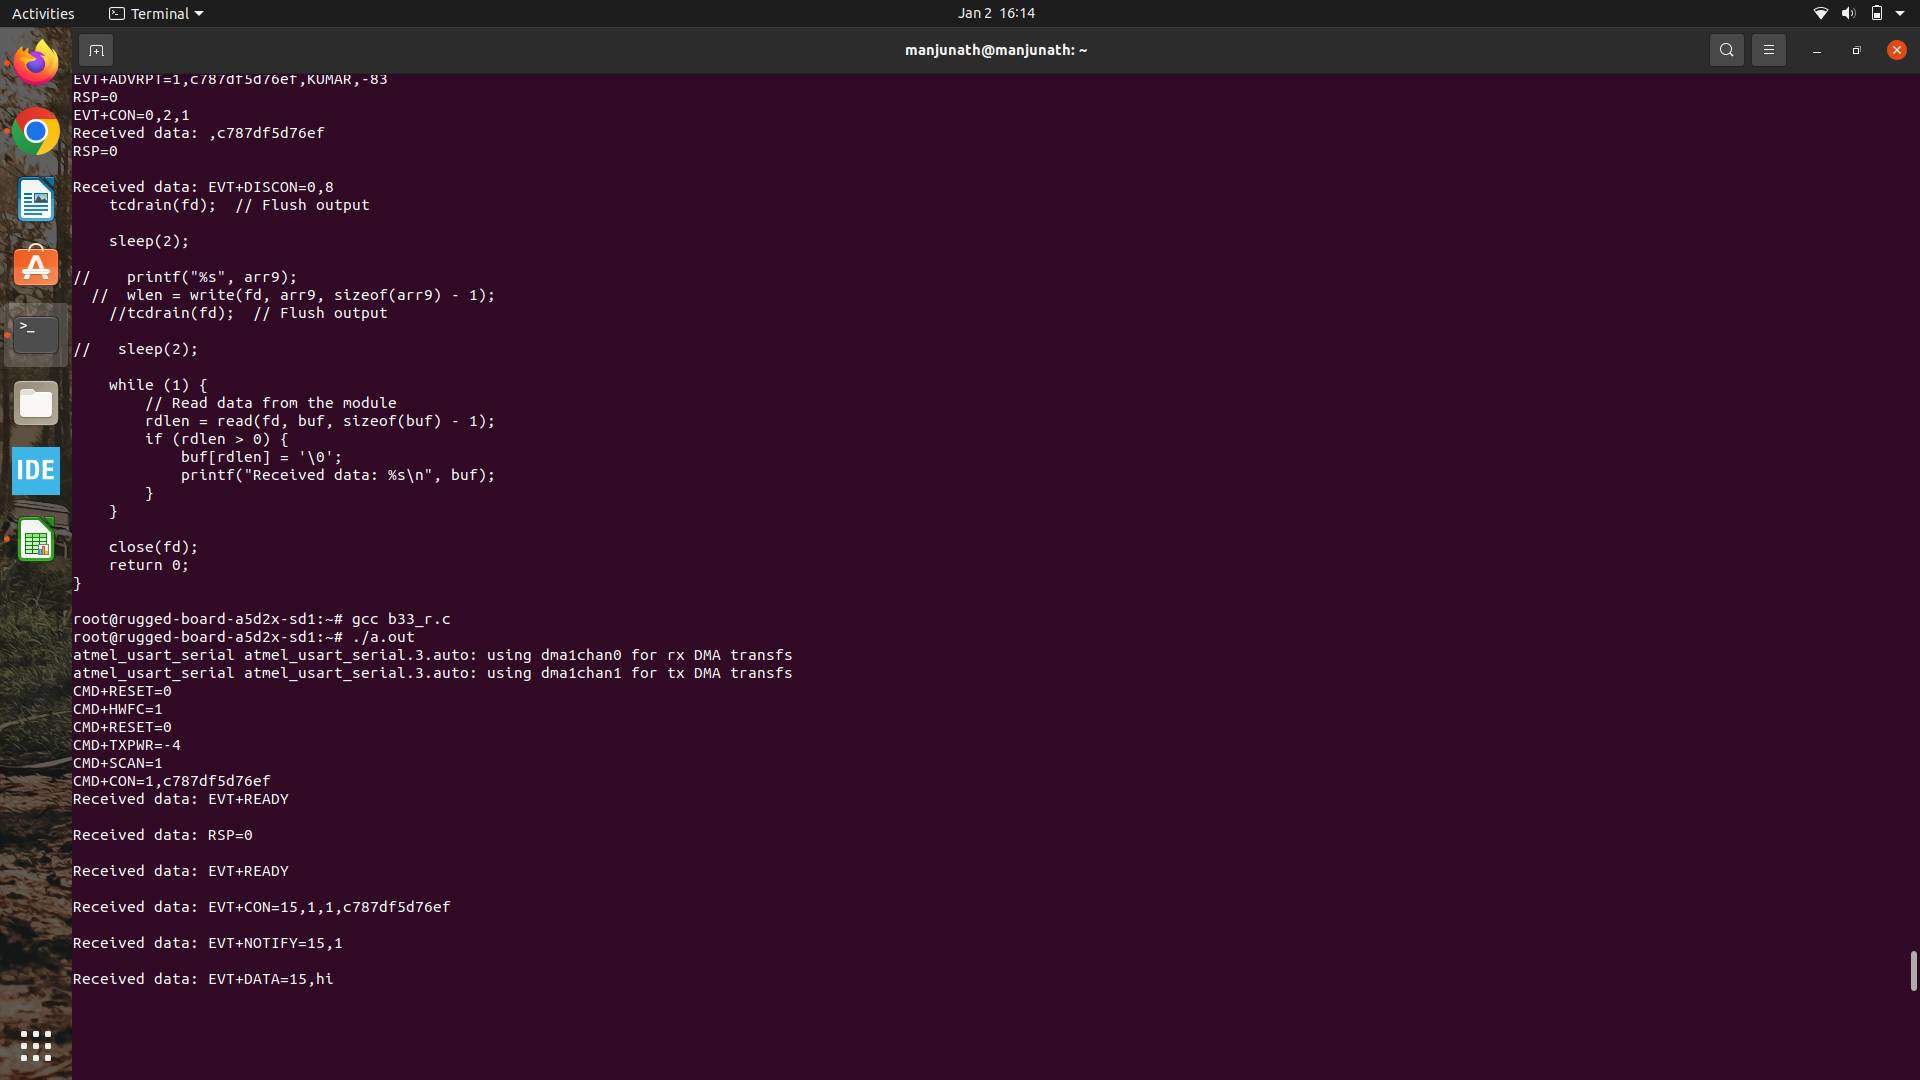 Activities
Terminal
Jan 2 16:14
manjunath@manjunath: ~
EVT+ADVRPT=1,c787df5d76ef,KUMAR,-83
RSP=0
EVT+CON=0,2,1
Received data: ,c787df5d76ef
RSP=0
Received data: EVT+DISCON=0,8
    tcdrain(fd);  // Flush output
    sleep(2);
//    printf("%s", arr9);
  //  wlen = write(fd, arr9, sizeof(arr9) - 1);
    //tcdrain(fd);  // Flush output
//   sleep(2);
    while (1) {
        // Read data from the module
        rdlen = read(fd, buf, sizeof(buf) - 1);
        if (rdlen > 0) {
            buf[rdlen] = '\0';
            printf("Received data: %s\n", buf);
        }
    }
    close(fd);
    return 0;
}
root@rugged-board-a5d2x-sd1:~# gcc b33_r.c
root@rugged-board-a5d2x-sd1:~# ./a.out
atmel_usart_serial atmel_usart_serial.3.auto: using dma1chan0 for rx DMA transfs
atmel_usart_serial atmel_usart_serial.3.auto: using dma1chan1 for tx DMA transfs
CMD+RESET=0
CMD+HWFC=1
CMD+RESET=0
CMD+TXPWR=-4
CMD+SCAN=1
CMD+CON=1,c787df5d76ef
Received data: EVT+READY
Received data: RSP=0
Received data: EVT+READY
Received data: EVT+CON=15,1,1,c787df5d76ef
Received data: EVT+NOTIFY=15,1
Received data: EVT+DATA=15,hi
>_
IDE